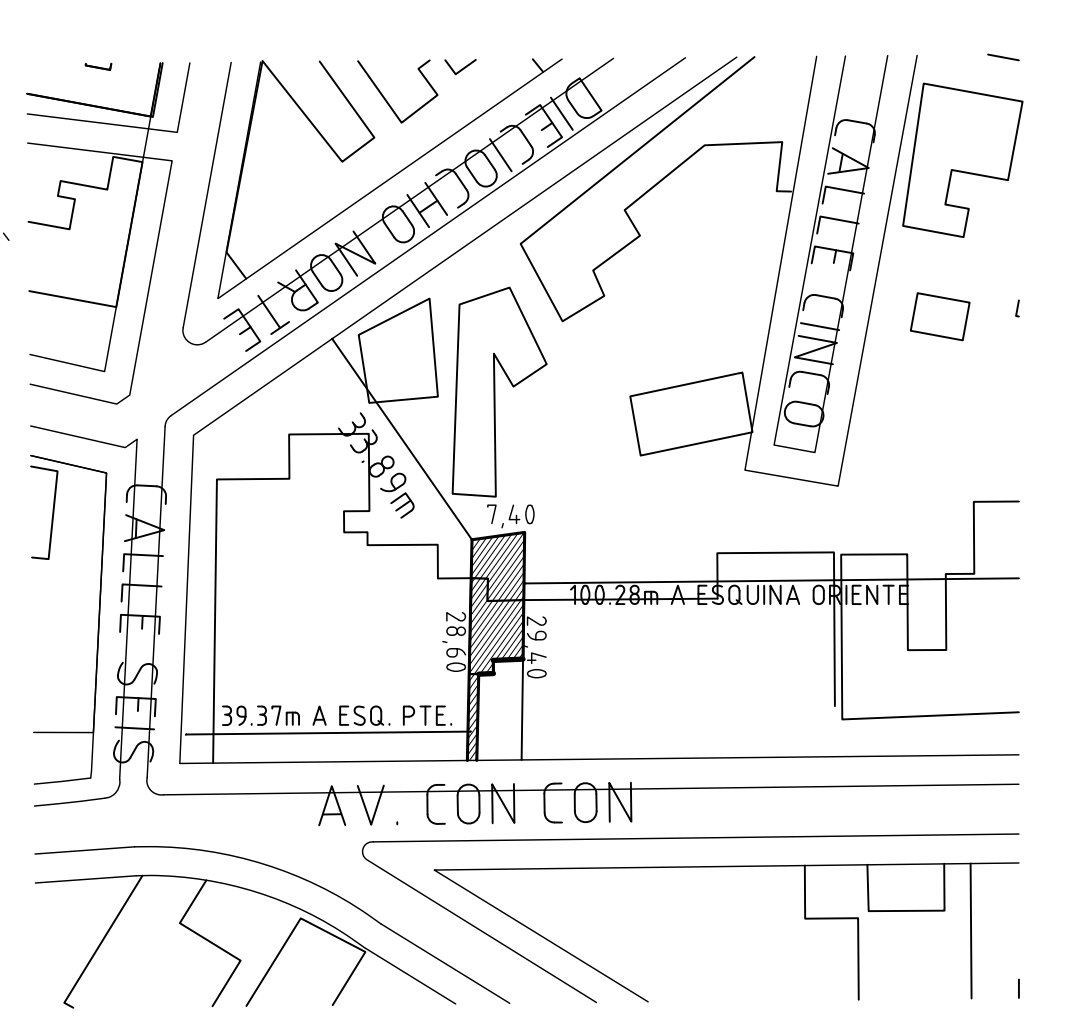 DIECIOCHO NORTE
CALLE CINCO
33.89m
7,40
CALLE SEIS
100.28m A ESQUINA ORIENTE
28,60
29,40
39.37m A ESQ. PTE.
AV. CON CON